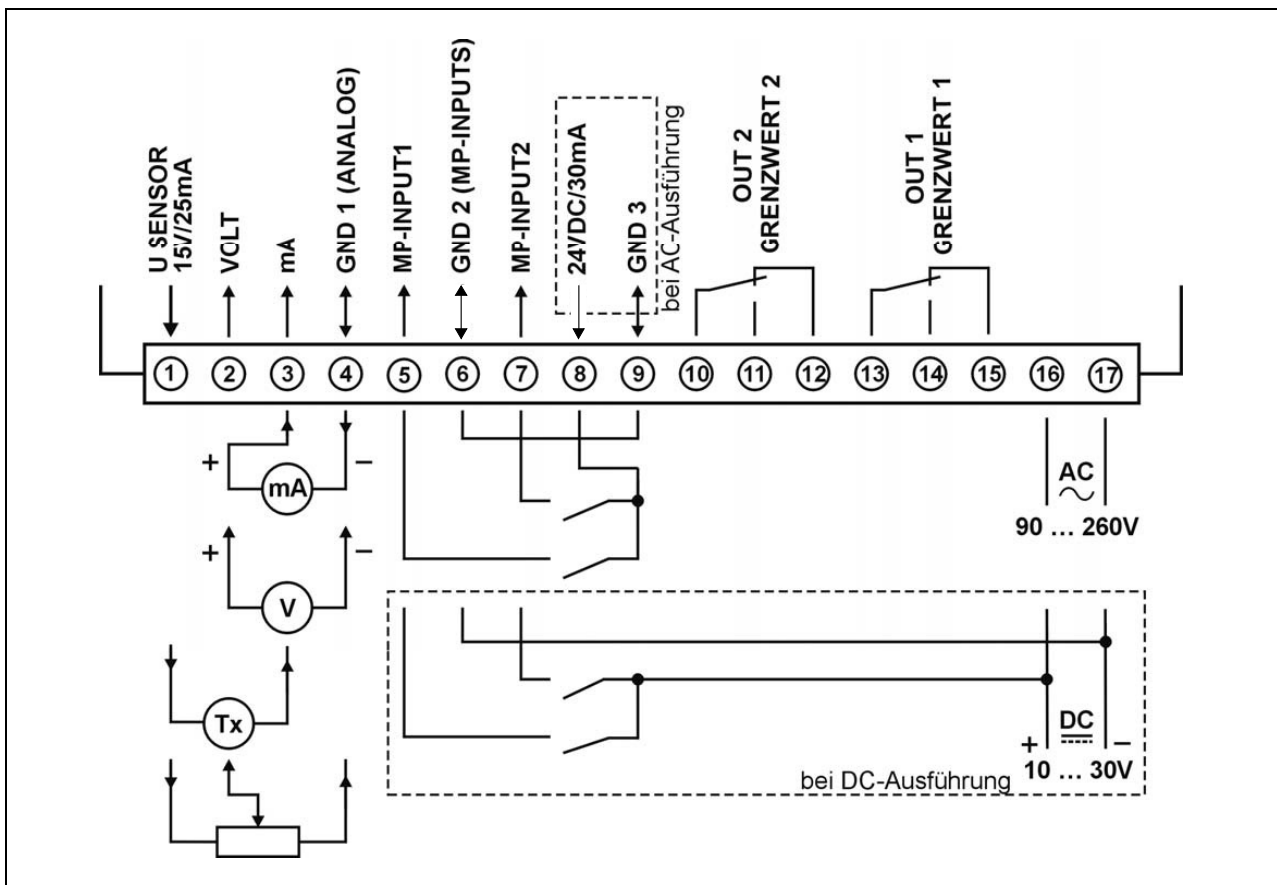 U SENSOR
15V/25mA
VOLT
mA
GND 1 (ANALOG)
MP-INPUT1
GND 2 (MP-INPUTS)
MP-INPUT2
24VDC/30mA
GND 3
bei AC-Ausführung
OUT 2
GRENZWERT 2
OUT 1
GRENZWERT 1
1 2 3 4 5 6 7 8 9 10 11 12 13 14 15 16 17
+ mA –
AC
90 ... 260V
+ V –
Tx
DC
+ –
10 ... 30V
bei DC-Ausführung